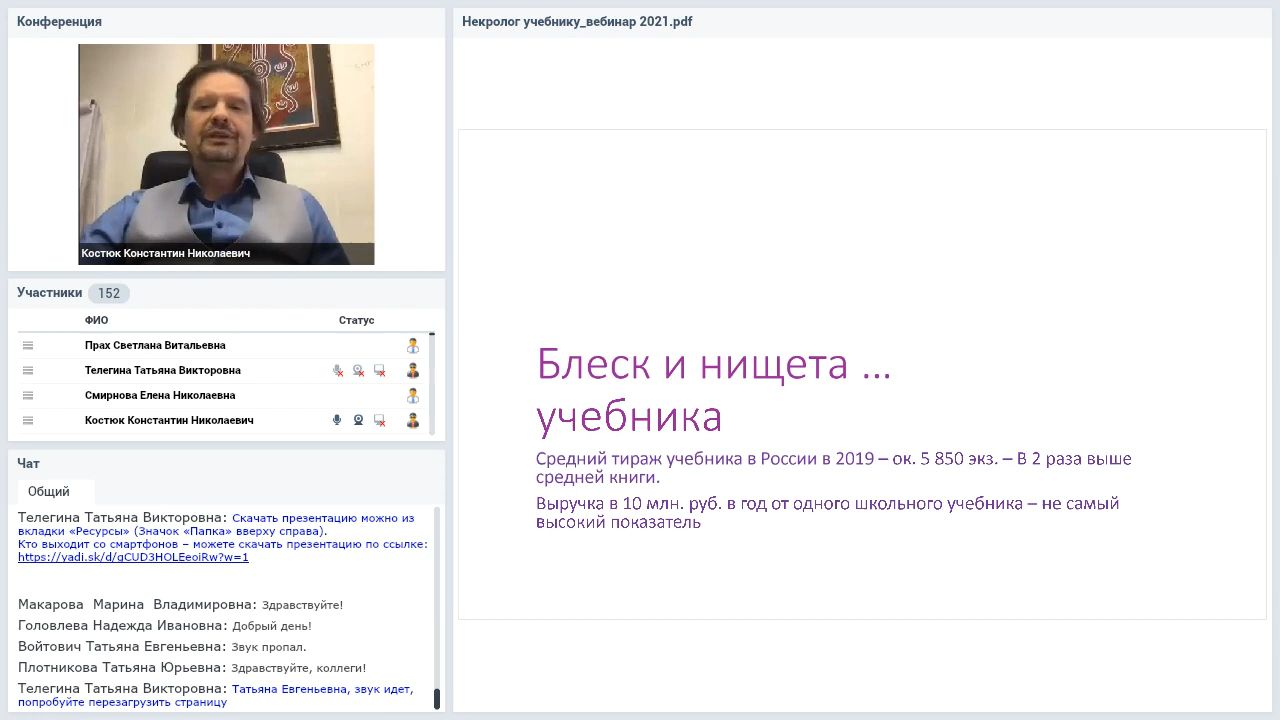 Конференция
Костюк Константин Николаевич
Участники 152
ФИО Статус
Прах Светлана Витальевна
Телегина Татьяна Викторовна
Смирнова Елена Николаевна
Костюк Константин Николаевич
Чат
Общий
Телегина Татьяна Викторовна: Скачать презентацию можно из
вкладки «Ресурсы» (Значок «Папка» вверху справа).
Кто выходит со смартфонов – можете скачать презентацию по ссылке:
https://yadi.sk/d/gCUD3HOLEeoiRw?w=1
Макарова Марина Владимировна: Здравствуйте!
Головлева Надежда Ивановна: Добрый день!
Войтович Татьяна Евгеньевна: Звук пропал.
Плотникова Татьяна Юрьевна: Здравствуйте, коллеги!
Телегина Татьяна Викторовна: Татьяна Евгеньевна, звук идет,
попробуйте перезагрузить страницу
Некролог учебнику_вебинар 2021.pdf
Блеск и нищета ...
учебника
Средний тираж учебника в России в 2019 – ок. 5 850 экз. – В 2 раза выше
средней книги.
Выручка в 10 млн. руб. в год от одного школьного учебника – не самый
высокий показатель